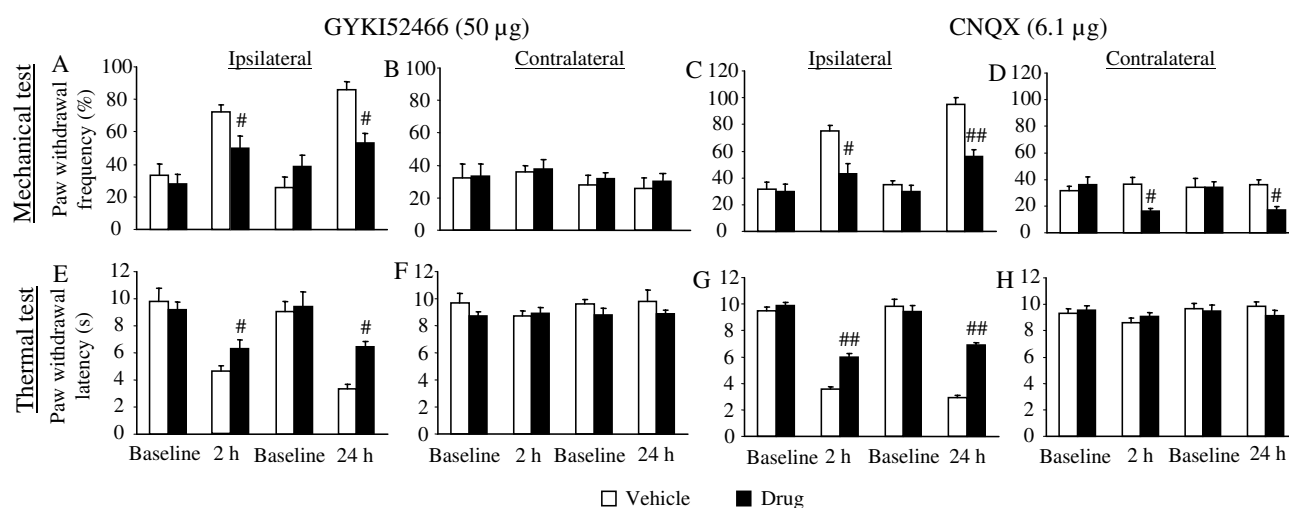 GYKI52466 (50 µg) CNQX (6.1 µg)
Mechanical test
Paw withdrawal
frequency (%)
A Ipsilateral
100
80
60
40
20
0
# #
B Contralateral
100
80
60
40
20
0
C Ipsilateral
120
100
80
60
40
20
0
# ##
D Contralateral
120
100
80
60
40
20
0
# #
Thermal test
Paw withdrawal
latency (s)
E
12
10
8
6
4
2
0
# #
Baseline 2 h Baseline 24 h
F
12
10
8
6
4
2
0
Baseline 2 h Baseline 24 h
G
12
10
8
6
4
2
0
## ##
Baseline 2 h Baseline 24 h
H
12
10
8
6
4
2
0
Baseline 2 h Baseline 24 h
Vehicle Drug